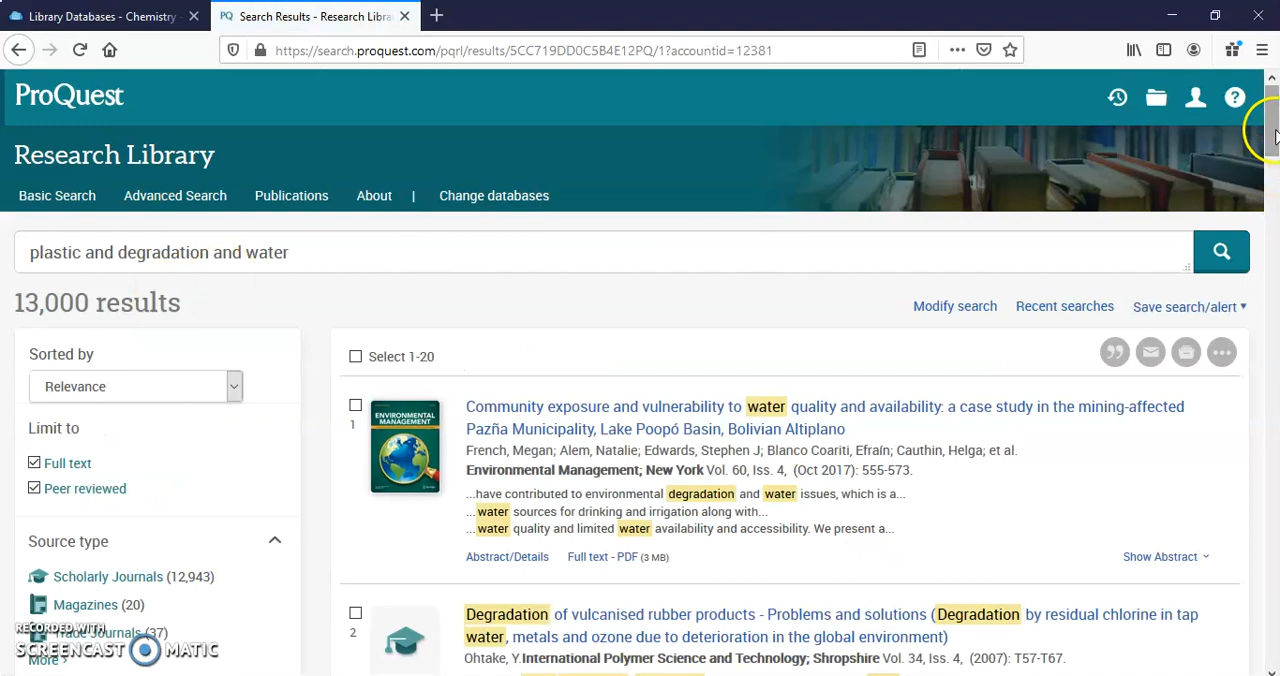 Library Databases - Chemistry
PQ Search Results - Research Libra
https://search.proquest.com/pqrl/results/5CC719DD0C5B4E12PQ/1?accountid=12381
ProQuest
Research Library
Basic Search Advanced Search Publications About | Change databases
plastic and degradation and water
13,000 results
Modify search Recent searches Save search/alert
Sorted by
Relevance
Limit to
Full text
Peer reviewed
Source type
Scholarly Journals (12,943)
Magazines (20)
Trade Journals (37)
More >
Select 1-20
1
ENVIRONMENTAL MANAGEMENT
Community exposure and vulnerability to water quality and availability: a case study in the mining-affected
Pazña Municipality, Lake Poopó Basin, Bolivian Altiplano
French, Megan; Alem, Natalie; Edwards, Stephen J; Blanco Coariti, Efraín; Cauthin, Helga; et al.
Environmental Management; New York Vol. 60, Iss. 4, (Oct 2017): 555-573.
...have contributed to environmental degradation and water issues, which is a...
...water sources for drinking and irrigation along with...
...water quality and limited water availability and accessibility. We present a...
Abstract/Details Full text - PDF (3 MB) Show Abstract
2
Degradation of vulcanised rubber products - Problems and solutions (Degradation by residual chlorine in tap
water, metals and ozone due to deterioration in the global environment)
Ohtake, Y.International Polymer Science and Technology; Shropshire Vol. 34, Iss. 4, (2007): T57-T67.
RECORDED WITH
SCREENCAST MATIC